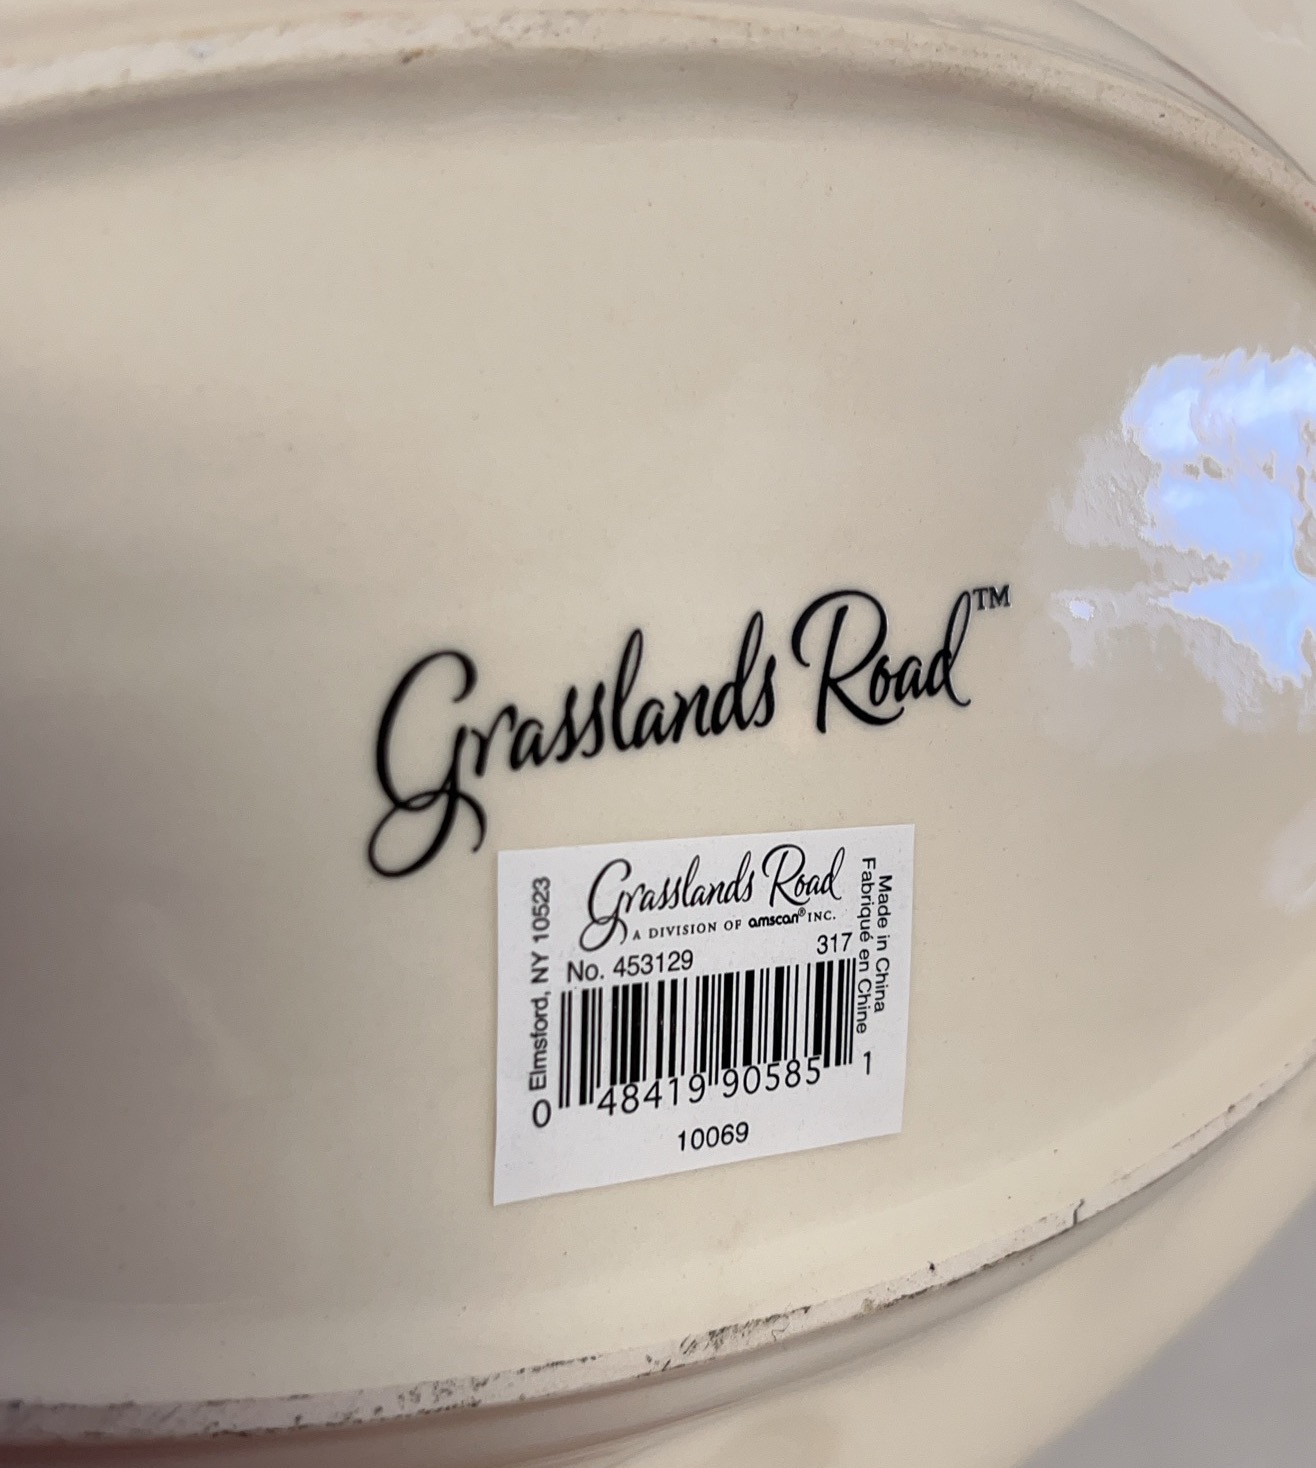 Grasslands Road™
Grasslands Road
A DIVISION OF amscan® INC.
No. 453129 317
0 48419 90585 1
10069
Elmsford, NY 10523
Made in China
Fabriqué en Chine